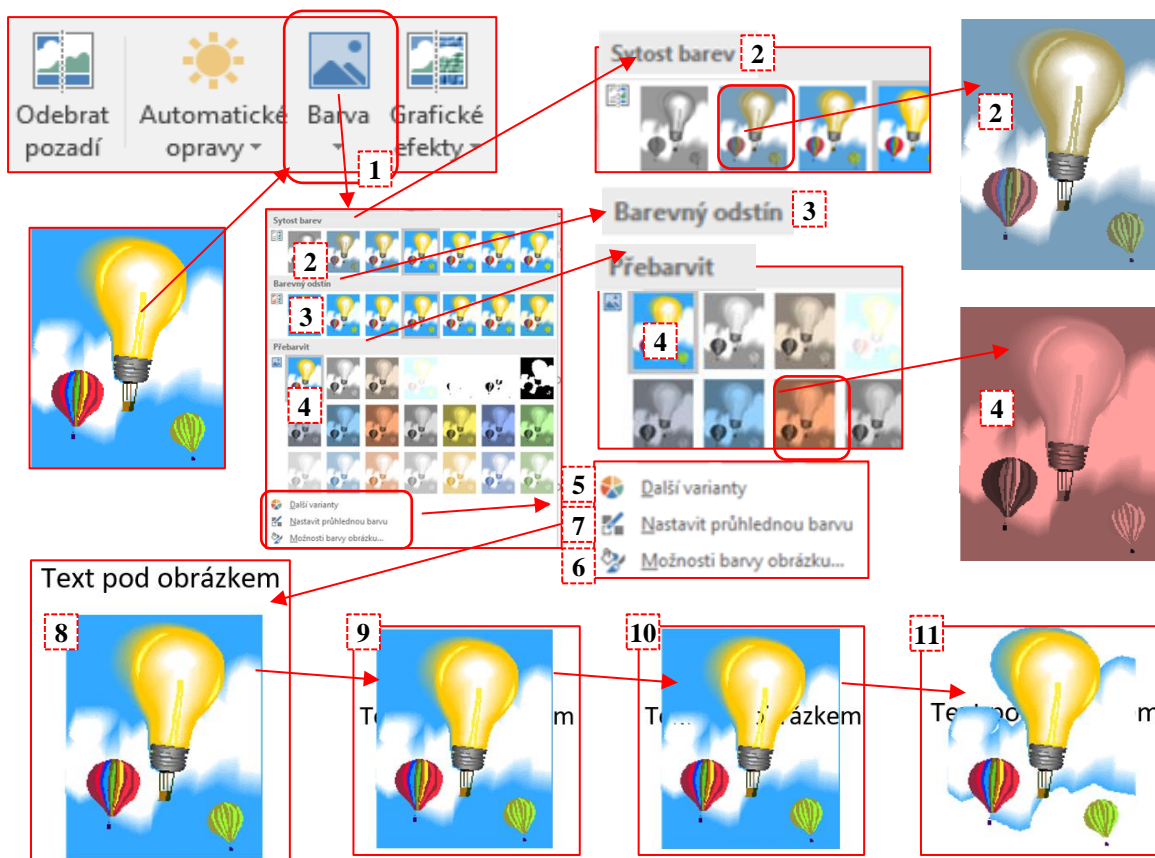 Odebrat
pozadí
Automatické
opravy
Barva
Grafické
efekty
1
Sytost barev 2
2
Sytost barev
2
Barevný odstín
3
Přebarvit
4
Další varianty
Nastavit průhlednou barvu
Možnosti barvy obrázku...
Barevný odstín 3
Přebarvit
4
4
5 Další varianty
7 Nastavit průhlednou barvu
6 Možnosti barvy obrázku...
Text pod obrázkem
8
9
m
10
rázkem
11
m